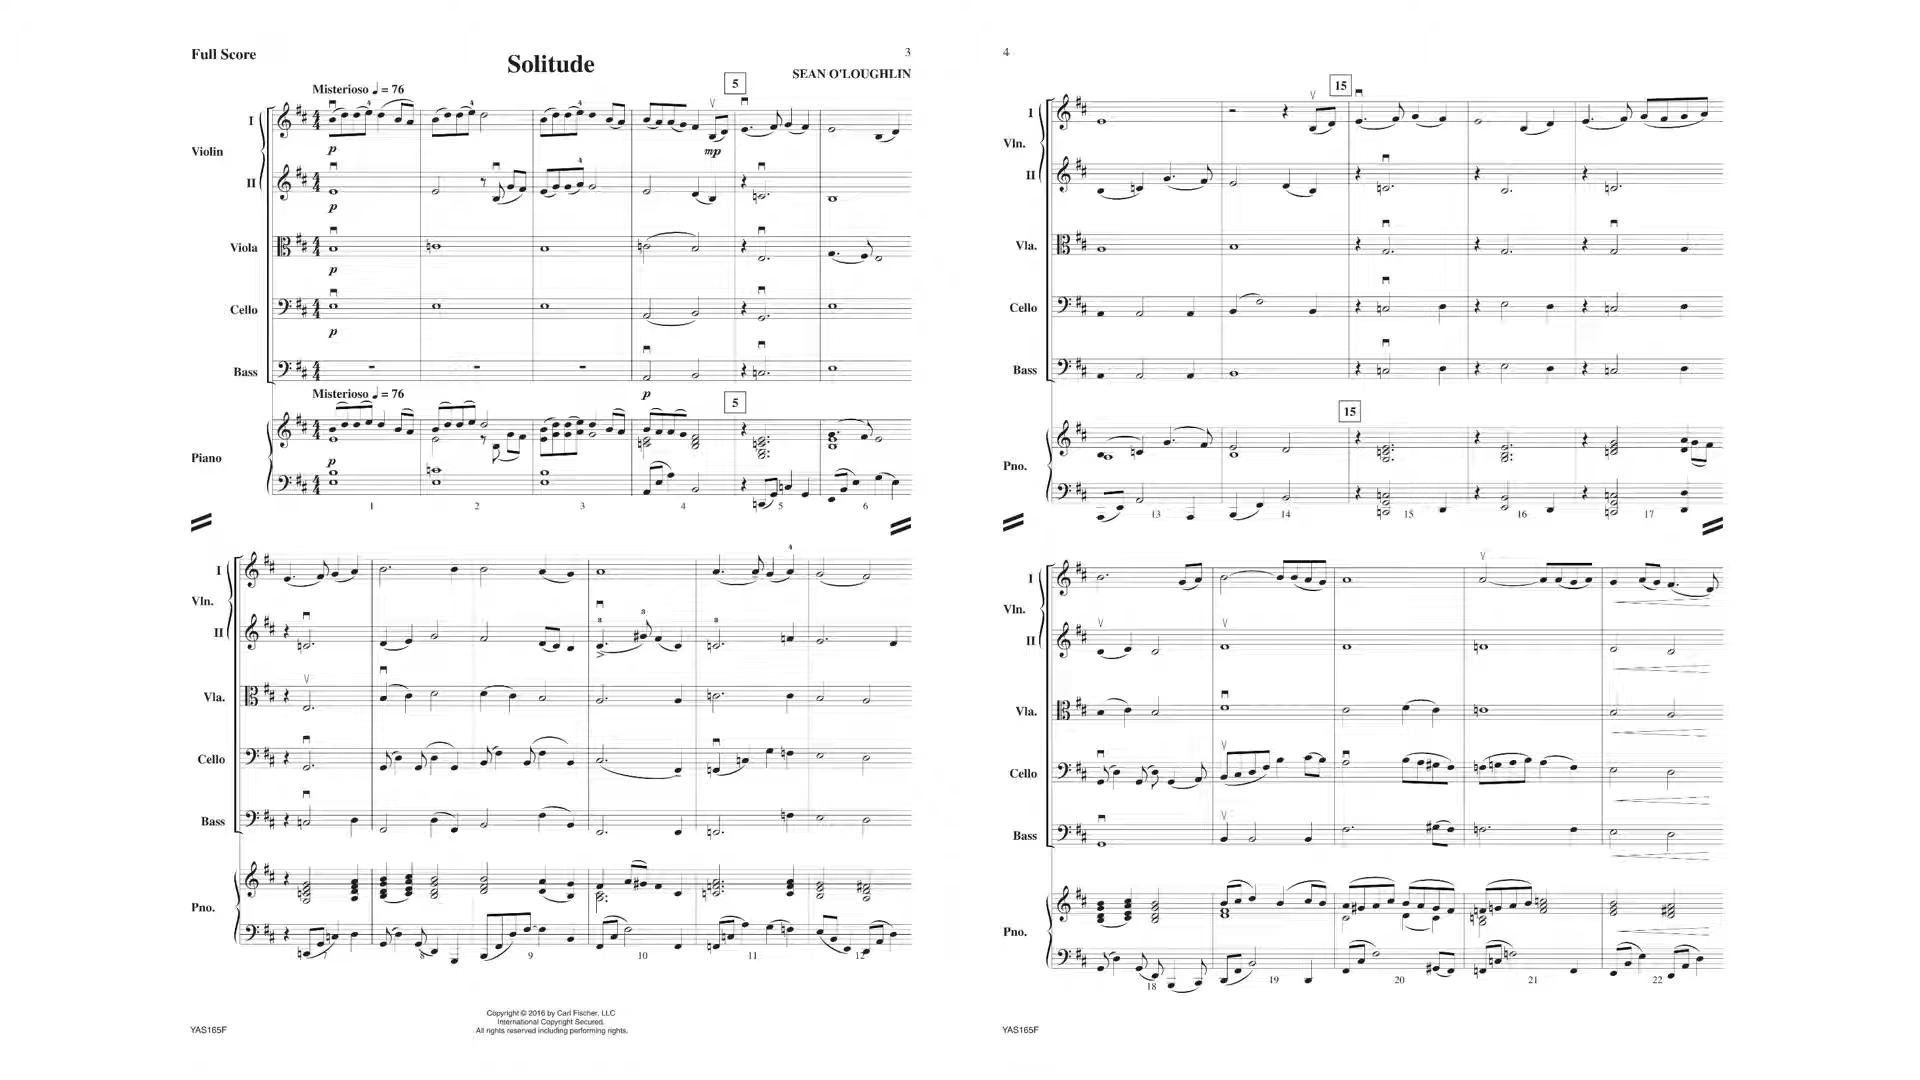 Full Score
3
Solitude
SEAN O'LOUGHLIN
Misterioso ♩ = 76
5
Violin
I
II
Viola
Cello
Bass
p
mp
4
Misterioso ♩ = 76
5
Piano
p
1 2 3 4 5 6
Vln.
I
II
Vla.
Cello
Bass
Pno.
7 8 9 10 11 12
Copyright © 2016 by Carl Fischer, LLC
International Copyright Secured.
All rights reserved including performing rights.
YAS165F
4
15
Vln.
I
II
Vla.
Cello
Bass
15
Pno.
13 14 15 16 17
Vln.
I
II
Vla.
Cello
Bass
Pno.
18 19 20 21 22
YAS165F